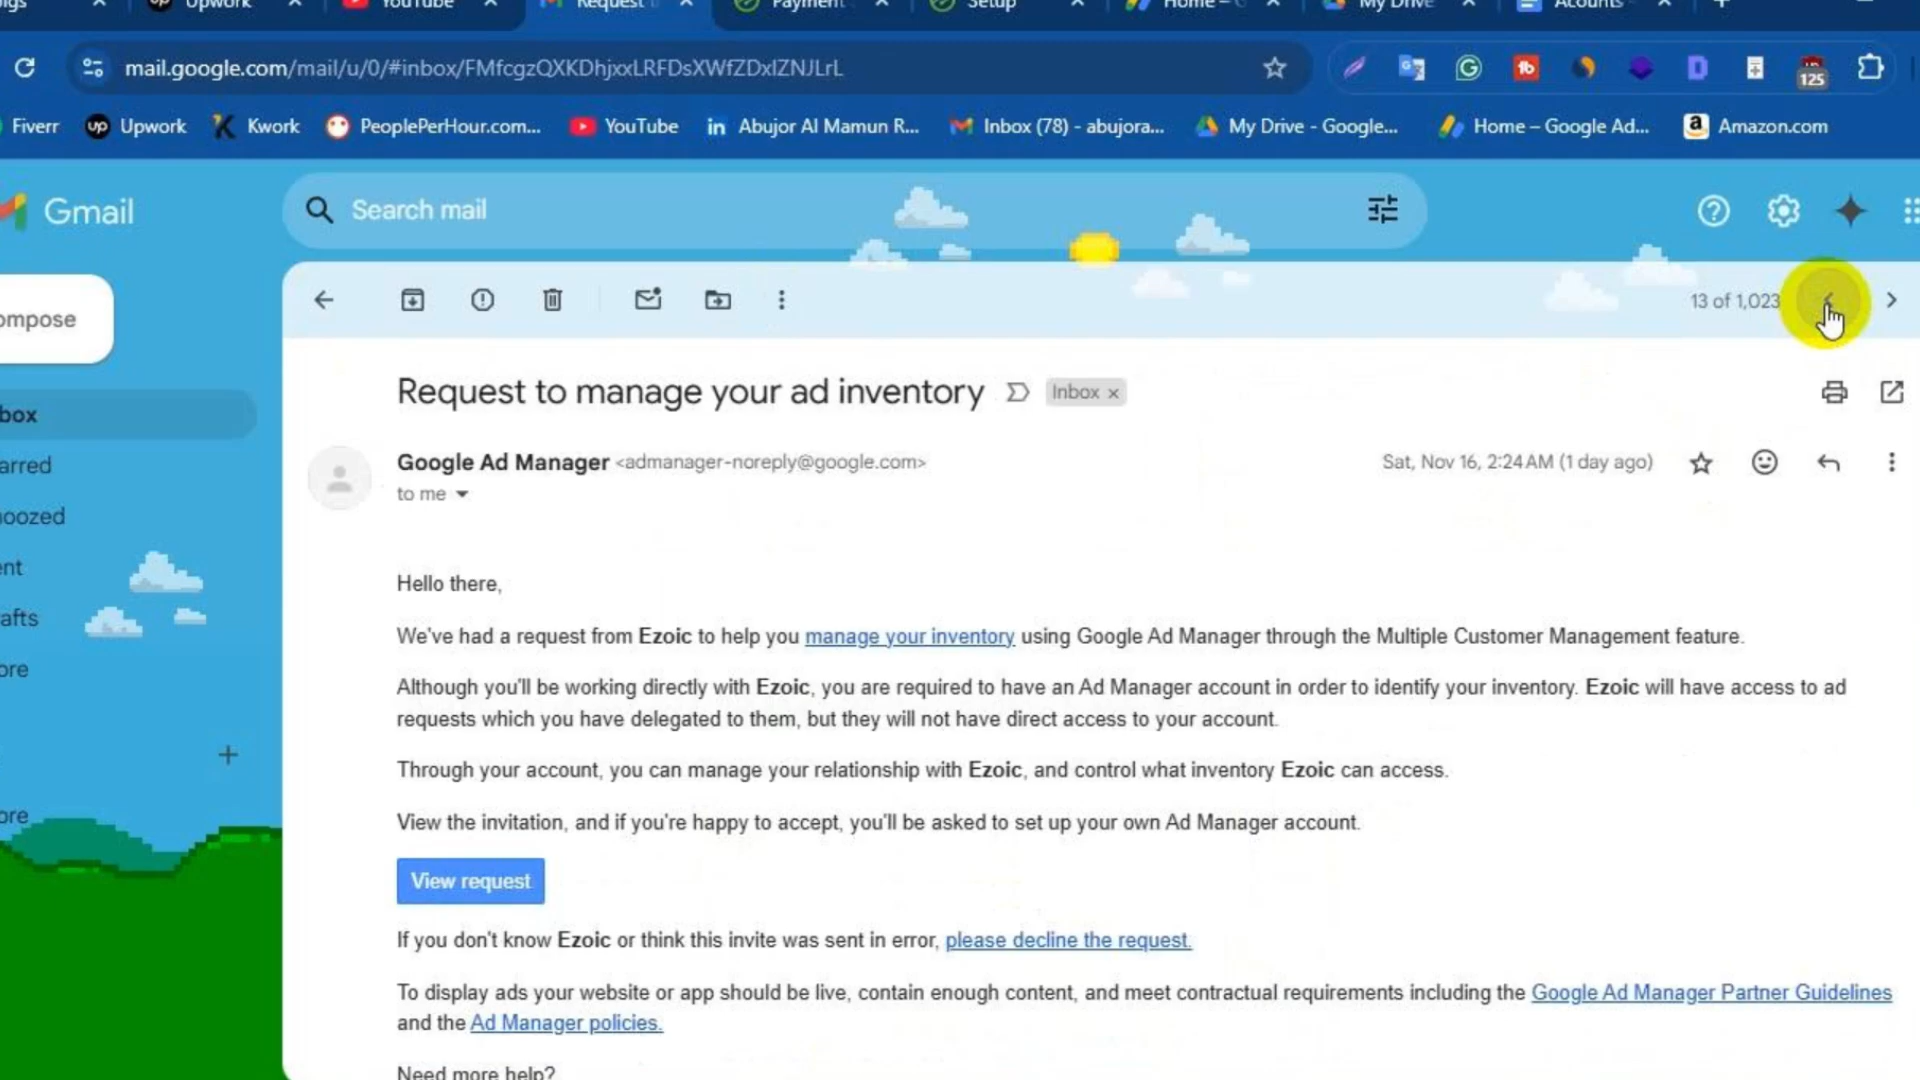 Upwork
YouTube
Payment
Setup
My Drive
Acounts
mail.google.com/mail/u/0/#inbox/FMfcgzQXKDhjxxLRFDsXWfZDxlZNJLrL
125
Fiverr
up Upwork
Kwork
PeoplePerHour.com...
YouTube
in Abujor Al Mamun R...
Inbox (78) - abujora...
My Drive - Google...
Home – Google Ad...
Amazon.com
Gmail
Search mail
ompose
13 of 1,023
Request to manage your ad inventory Inbox ×
box
Google Ad Manager <admanager-noreply@google.com>
Sat, Nov 16, 2:24 AM (1 day ago)
arred
to me
noozed
ent
Hello there,
afts
We've had a request from Ezoic to help you manage your inventory using Google Ad Manager through the Multiple Customer Management feature.
ore
Although you'll be working directly with Ezoic, you are required to have an Ad Manager account in order to identify your inventory. Ezoic will have access to ad
requests which you have delegated to them, but they will not have direct access to your account.
Through your account, you can manage your relationship with Ezoic, and control what inventory Ezoic can access.
ore
View the invitation, and if you're happy to accept, you'll be asked to set up your own Ad Manager account.
View request
If you don't know Ezoic or think this invite was sent in error, please decline the request.
To display ads your website or app should be live, contain enough content, and meet contractual requirements including the Google Ad Manager Partner Guidelines
and the Ad Manager policies.
Need more help?